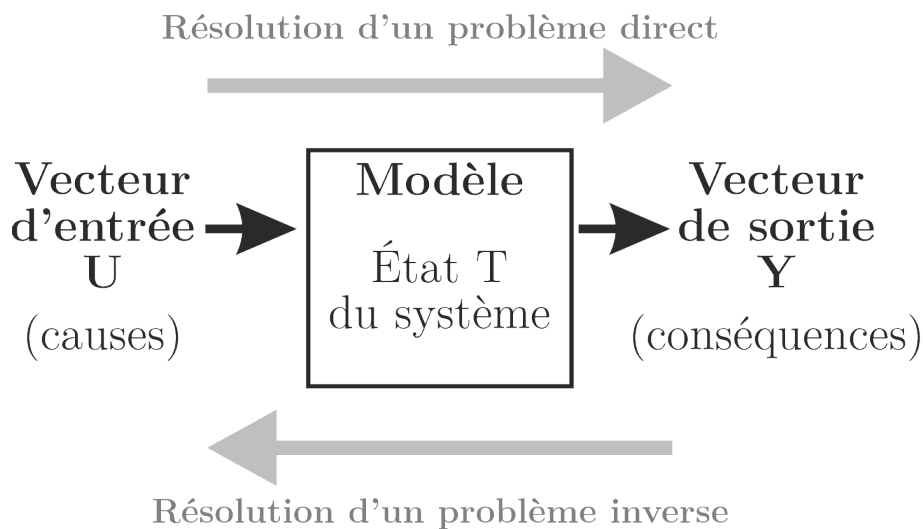 Résolution d'un problème direct
Vecteur
d'entrée
U
(causes)
Modèle
État T
du système
Vecteur
de sortie
Y
(conséquences)
Résolution d'un problème inverse